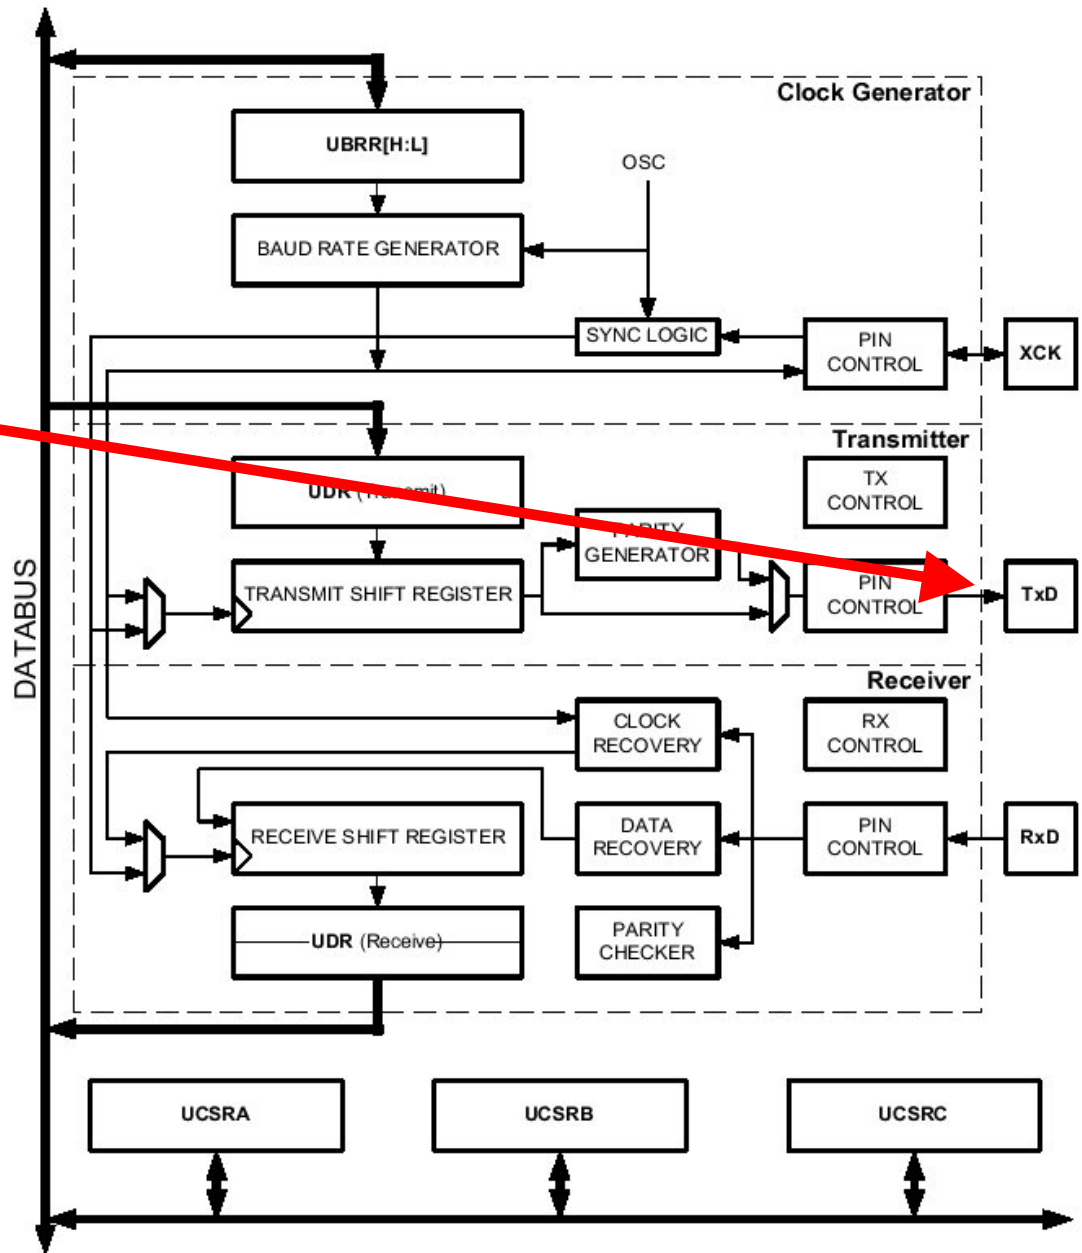 Clock Generator
UBRR[H:L]
OSC
BAUD RATE GENERATOR
SYNC LOGIC
PIN
CONTROL
XCK
Transmitter
UDR (Transmit)
TX
CONTROL
PARITY
GENERATOR
TRANSMIT SHIFT REGISTER
PIN
CONTROL
TxD
DATABUS
Receiver
CLOCK
RECOVERY
RX
CONTROL
RECEIVE SHIFT REGISTER
DATA
RECOVERY
PIN
CONTROL
RxD
UDR (Receive)
PARITY
CHECKER
UCSRA
UCSRB
UCSRC